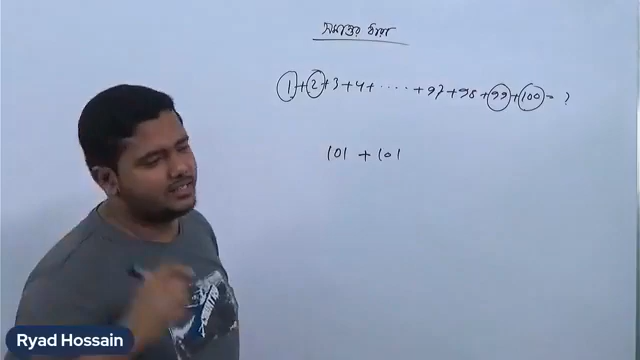 সমান্তর ধারা
1+2+3+4+ .... +97+98+99+100= ?
101 + 101
Ryad Hossain